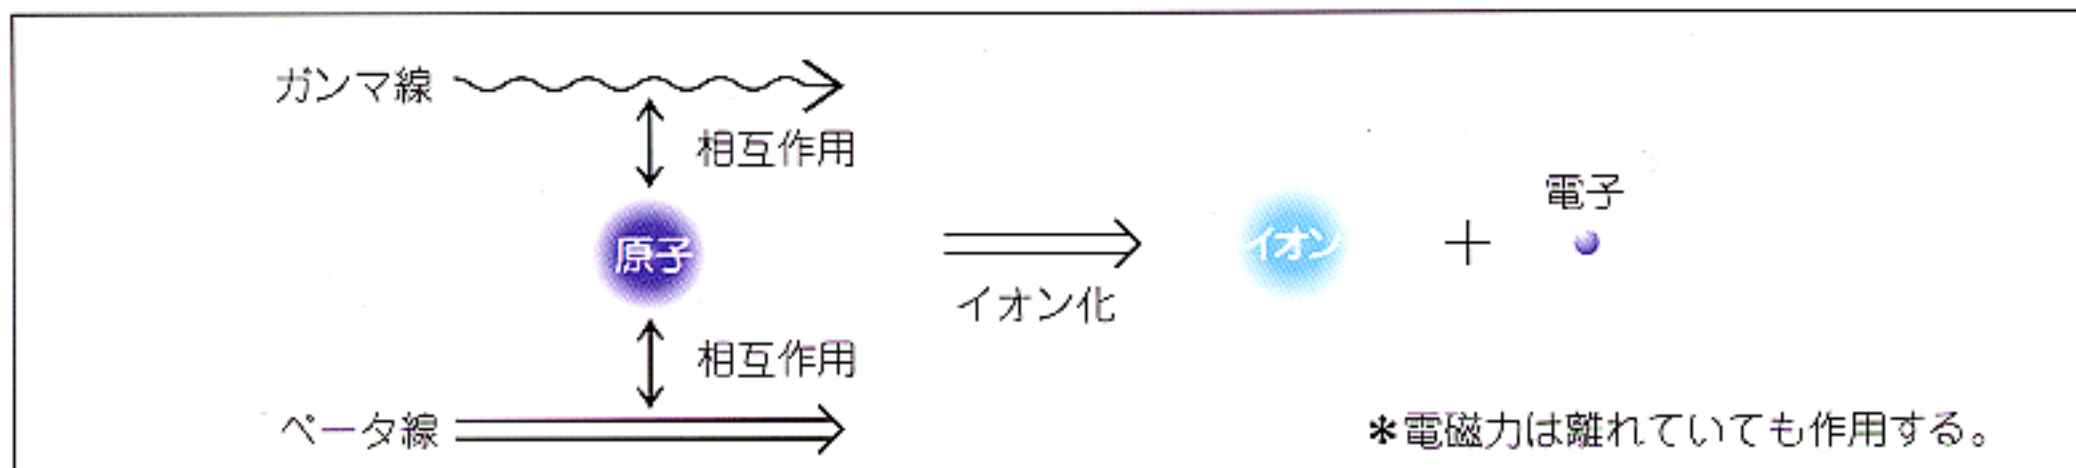 ガンマ線
相互作用
電子
原子
イオン
＋
イオン化
相互作用
ベータ線
＊電磁力は離れていても作用する。